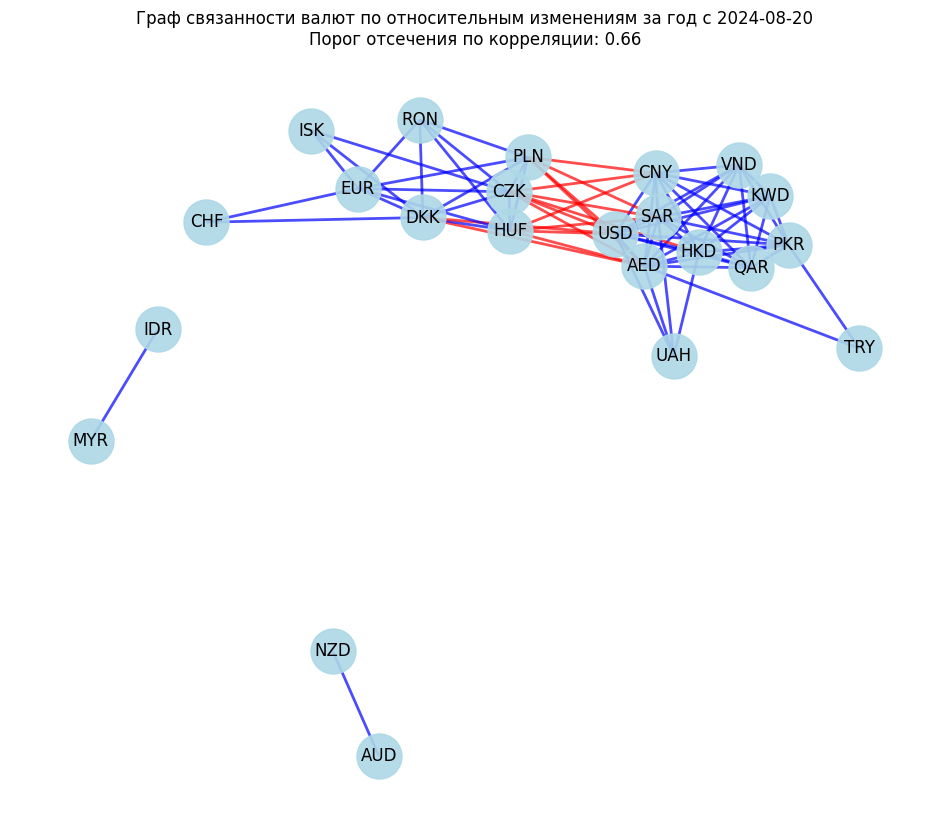 Граф связанности валют по относительным изменениям за год с 2024-08-20
Порог отсечения по корреляции: 0.66
ISK
RON
PLN
CNY
VND
EUR
CZK
KWD
CHF
DKK
HUF
SAR
USD
HKD
PKR
AED
QAR
IDR
UAH
TRY
MYR
NZD
AUD